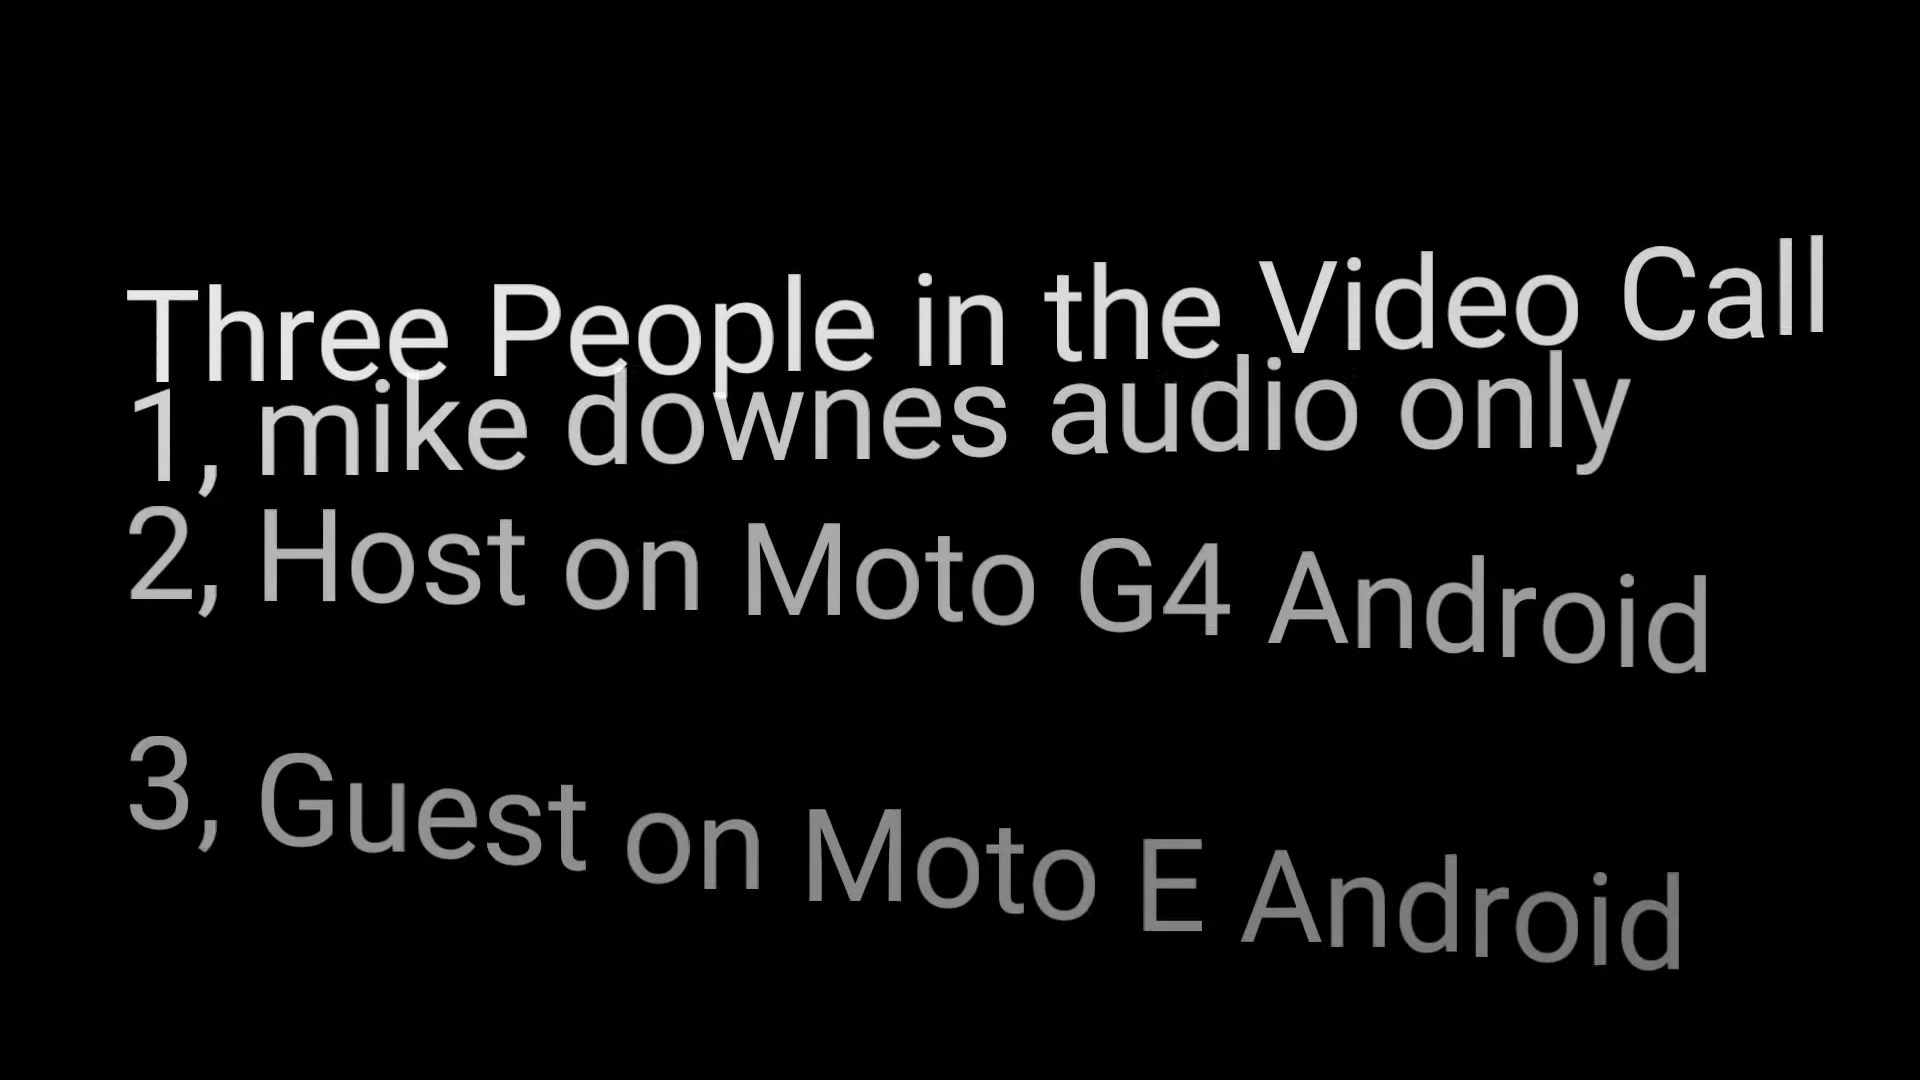 Three People in the Video Call
1, mike downes audio only
2, Host on Moto G4 Android
3, Guest on Moto E Android